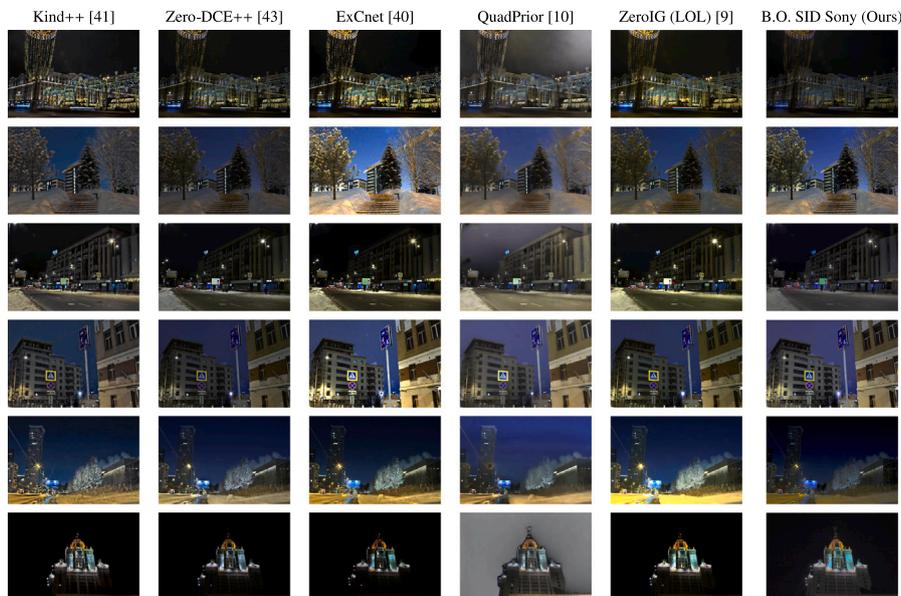 Kind++ [41] Zero-DCE++ [43] ExCnet [40] QuadPrior [10] ZeroIG (LOL) [9] B.O. SID Sony (Ours)